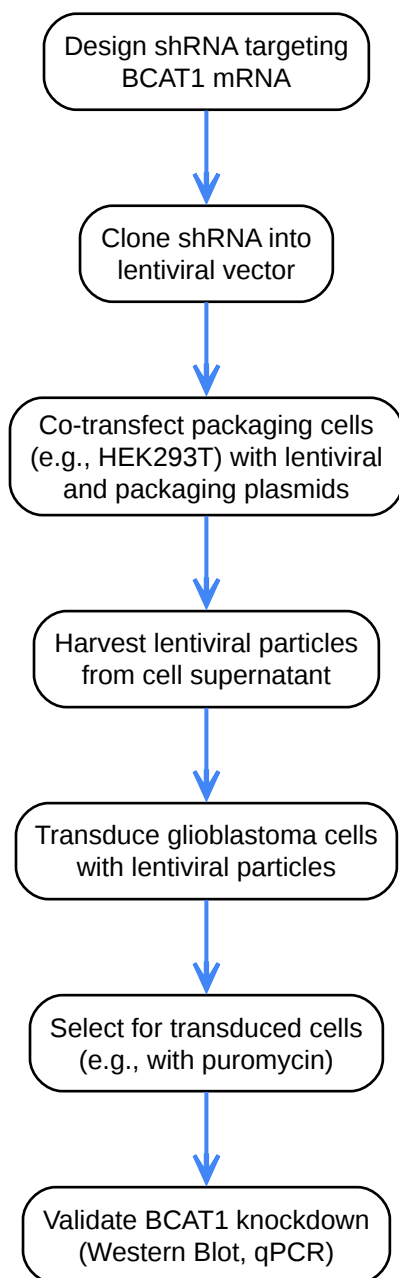 Design shRNA targeting
BCAT1 mRNA
Clone shRNA into
lentiviral vector
Co-transfect packaging cells
(e.g., HEK293T) with lentiviral
and packaging plasmids
Harvest lentiviral particles
from cell supernatant
Transduce glioblastoma cells
with lentiviral particles
Select for transduced cells
(e.g., with puromycin)
Validate BCAT1 knockdown
(Western Blot, qPCR)